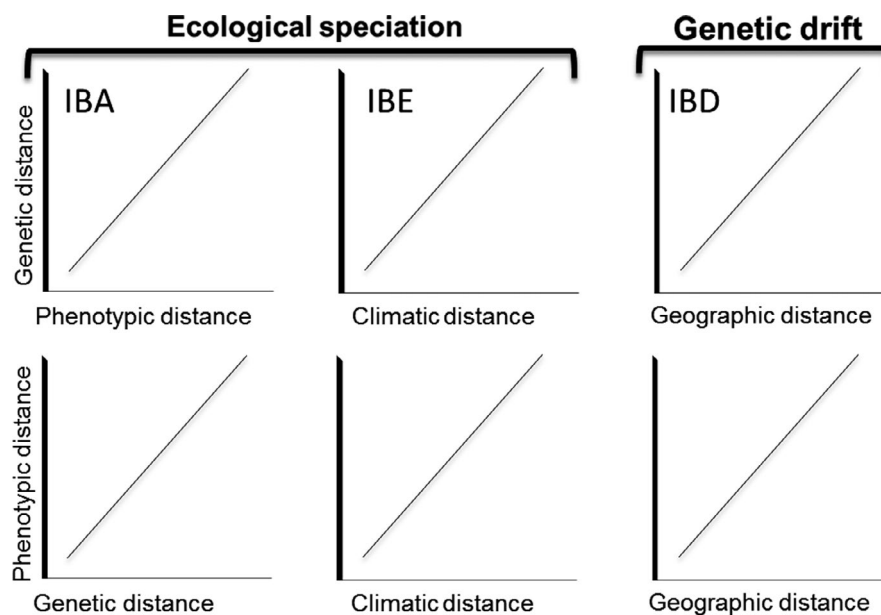 Ecological speciation
Genetic drift
IBA
IBE
IBD
Genetic distance
Phenotypic distance
Climatic distance
Geographic distance
Phenotypic distance
Genetic distance
Climatic distance
Geographic distance